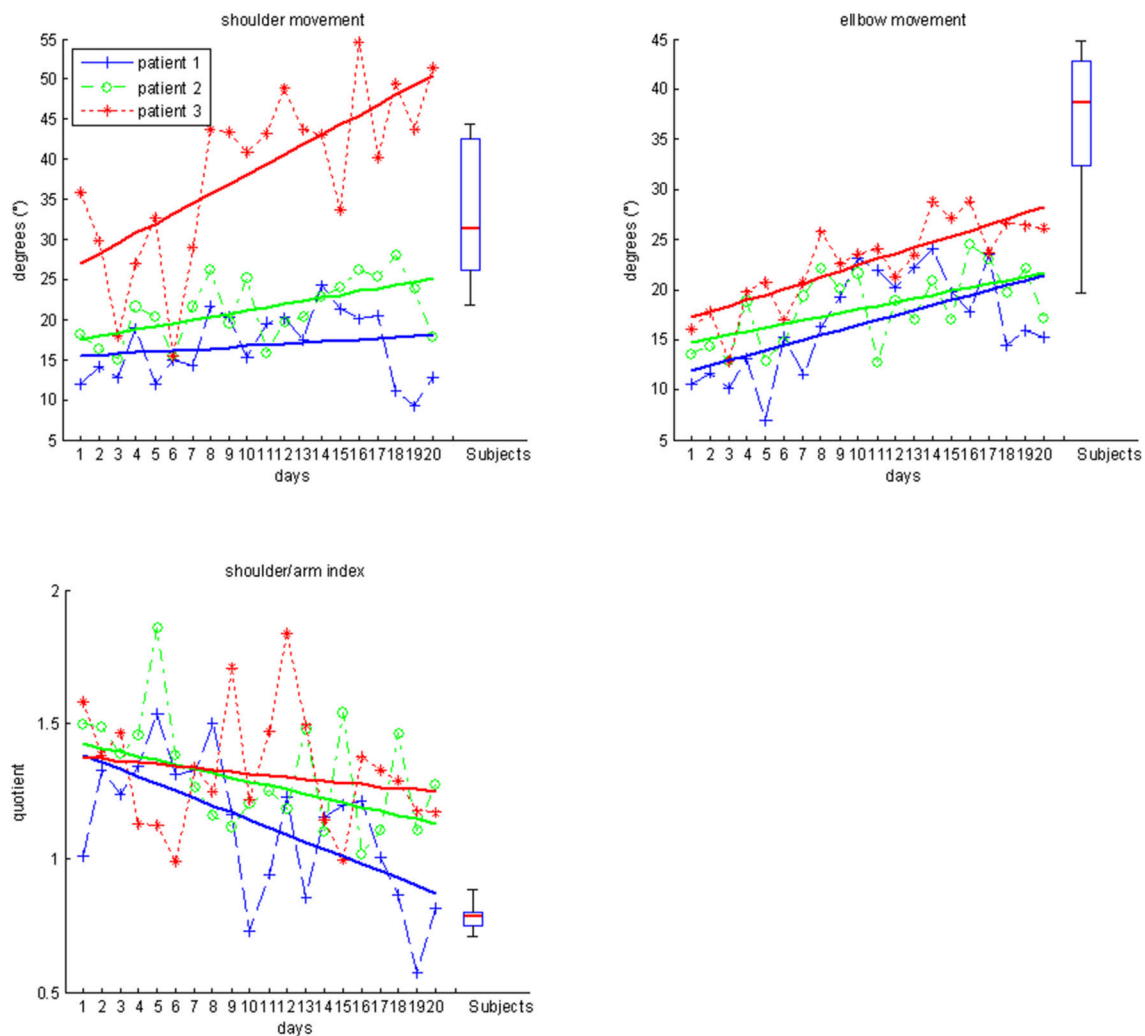 shoulder movement
55
50
45
40
35
30
25
20
15
10
5
degrees (°)
patient 1
patient 2
patient 3
1 2 3 4 5 6 7 8 9 10 11 12 13 14 15 16 17 18 19 20 Subjects
days
ellbow movement
45
40
35
30
25
20
15
10
5
degrees (°)
1 2 3 4 5 6 7 8 9 10 11 12 13 14 15 16 17 18 19 20 Subjects
days
shoulder/arm index
2
1.5
1
0.5
quotient
1 2 3 4 5 6 7 8 9 10 11 12 13 14 15 16 17 18 19 20 Subjects
days